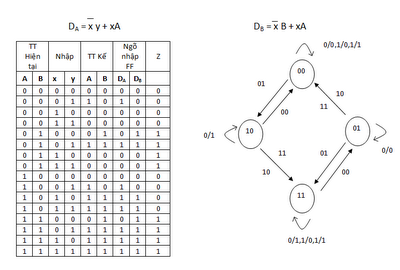 D_A = x̅ y + xA
D_B = x̅ B + xA
TT Hiện tại Nhập TT Kế Ngõ nhập FF Z
A B x y A B D_A D_B
0 0 0 0 0 0 0 0 0
0 0 0 1 1 0 1 0 0
0 0 1 0 0 0 0 0 0
0 0 1 1 0 0 0 0 0
0 1 0 0 0 1 0 1 1
0 1 0 1 1 1 1 1 1
0 1 1 0 0 0 0 0 1
0 1 1 1 0 0 0 0 1
1 0 0 0 0 0 0 0 0
1 0 0 1 1 0 1 0 0
1 0 1 0 1 1 1 1 0
1 0 1 1 1 1 1 1 0
1 1 0 0 0 1 0 1 1
1 1 0 1 1 1 1 1 1
1 1 1 0 1 1 1 1 1
1 1 1 1 1 1 1 1 1
0/0,1/0,1/1
00
01
10
00
11
0/1
10
01
11
01
0/0
10
00
11
0/1,1/0,1/1